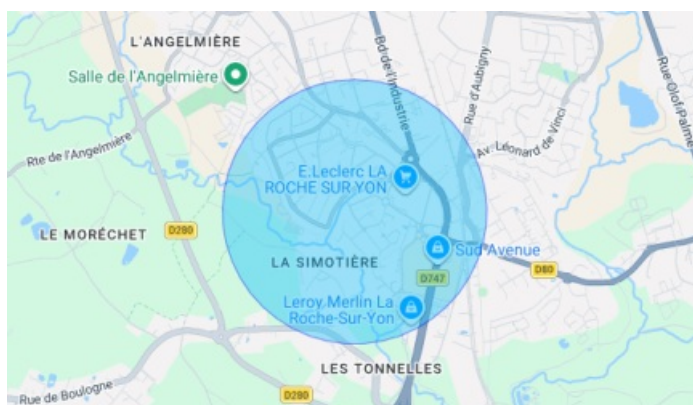 L'ANGELMIÈRE
Salle de l'Angelmière
Bd de l'Industrie
Rue d'Aubigny
Rue Olof-Palme
Av. Léonard de Vinci
Rte de l'Angelmière
E.Leclerc LA
ROCHE SUR YON
LE MORÉCHET
D280
Sud Avenue
LA SIMOTIÈRE
D747
D80
Leroy Merlin La
Roche-Sur-Yon
LES TONNELLES
Rue de Boulogne
D280